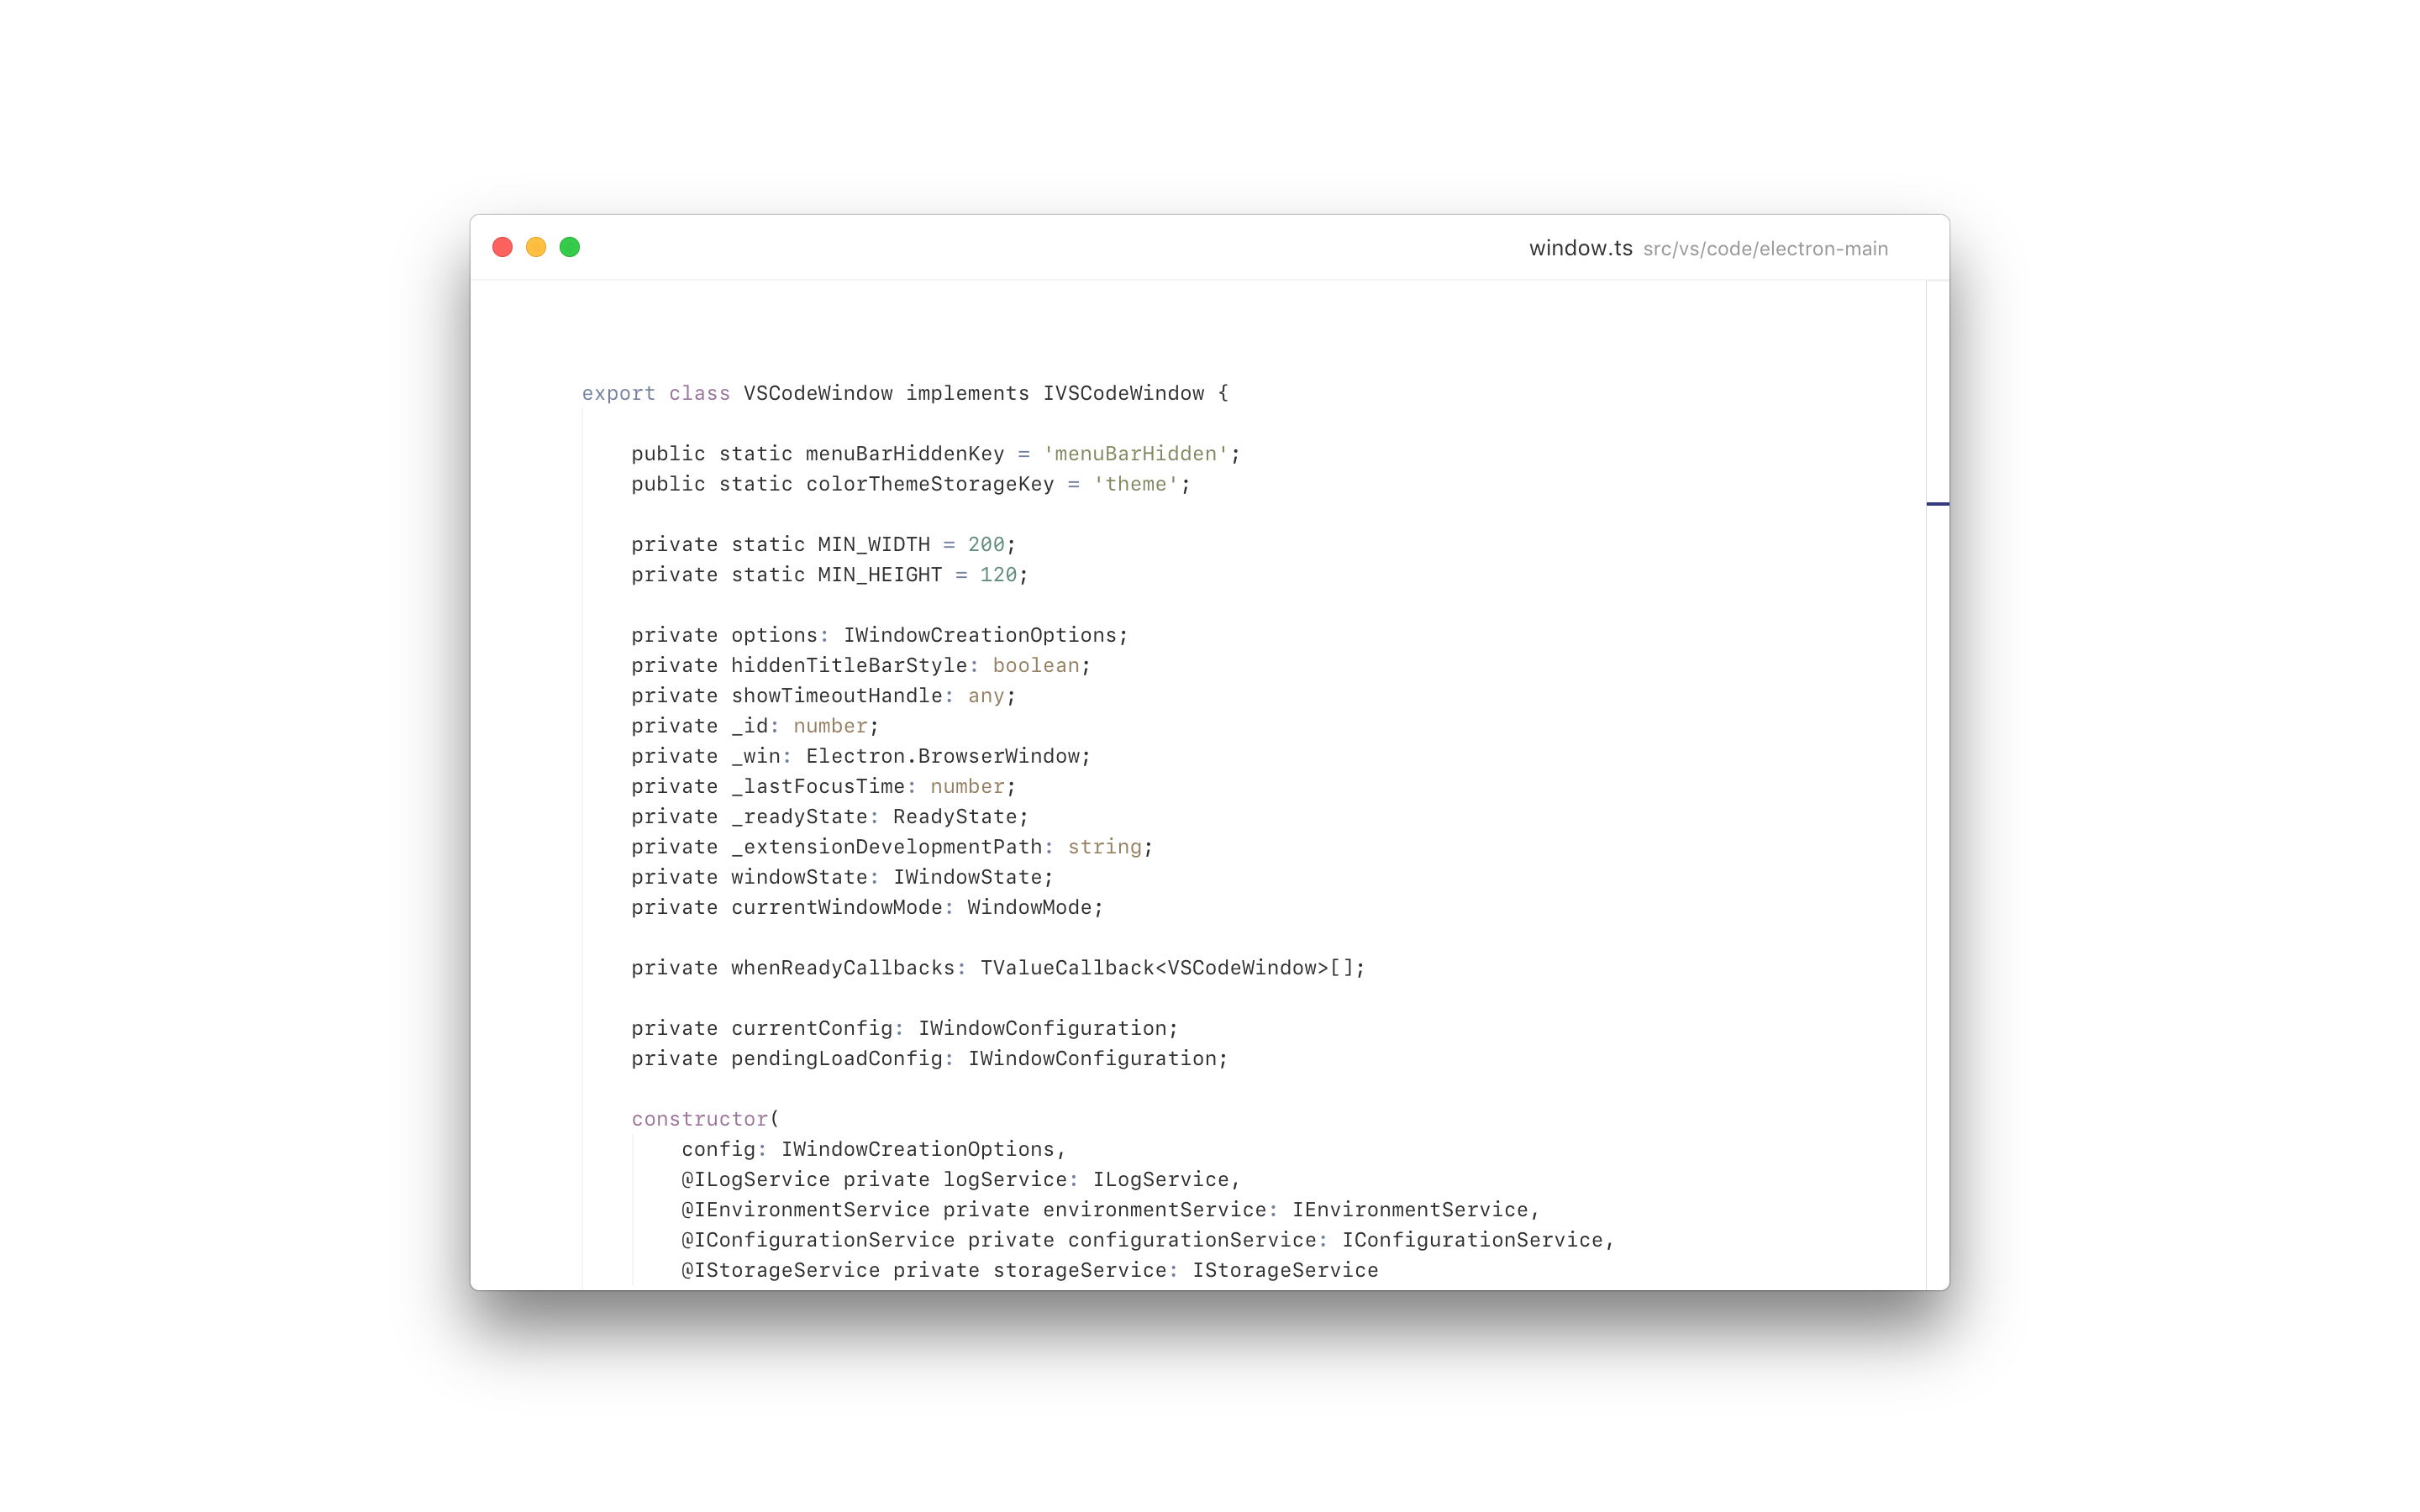 window.ts src/vs/code/electron-main
export class VSCodeWindow implements IVSCodeWindow {
public static menuBarHiddenKey = 'menuBarHidden';
public static colorThemeStorageKey = 'theme';
private static MIN_WIDTH = 200;
private static MIN_HEIGHT = 120;
private options: IWindowCreationOptions;
private hiddenTitleBarStyle: boolean;
private showTimeoutHandle: any;
private _id: number;
private _win: Electron.BrowserWindow;
private _lastFocusTime: number;
private _readyState: ReadyState;
private _extensionDevelopmentPath: string;
private windowState: IWindowState;
private currentWindowMode: WindowMode;
private whenReadyCallbacks: TValueCallback<VSCodeWindow>[];
private currentConfig: IWindowConfiguration;
private pendingLoadConfig: IWindowConfiguration;
constructor(
config: IWindowCreationOptions,
@ILogService private logService: ILogService,
@IEnvironmentService private environmentService: IEnvironmentService,
@IConfigurationService private configurationService: IConfigurationService,
@IStorageService private storageService: IStorageService